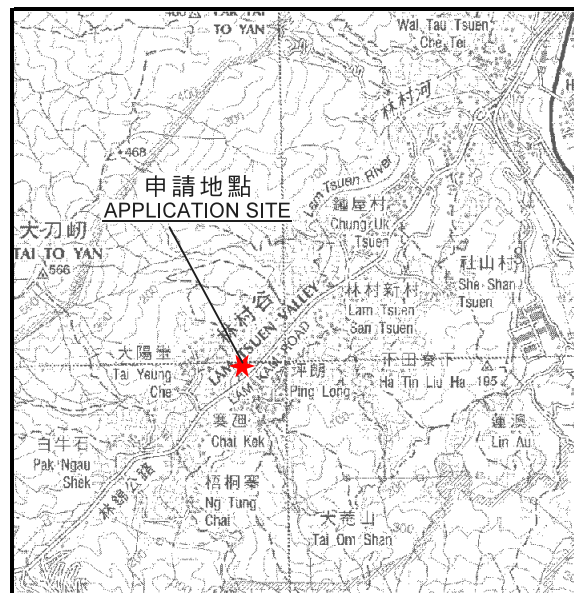 TO YAN
Wai Tau Tsuen
Che Tei
林村河
468
申請地點
APPLICATION SITE
Lam Tsuen River
鍾屋村
Chung Uk
Tsuen
大刀屻
TAI TO YAN
566
社山村
She Shan
Tsuen
林村谷
LAM TSUEN VALLEY
林村新村
Lam Tsuen
San Tsuen
LAM KAM ROAD
大陽輋
Tai Yeung
Che
坪朗
Ping Long
下田寮下
Ha Tin Liu Ha
195
寨乪
Chai Kek
蓮澳
Lin Au
白牛石
Pak Ngau
Shek
林錦公路
梧桐寨
Ng Tung
Chai
大菴山
Tai Om Shan
300